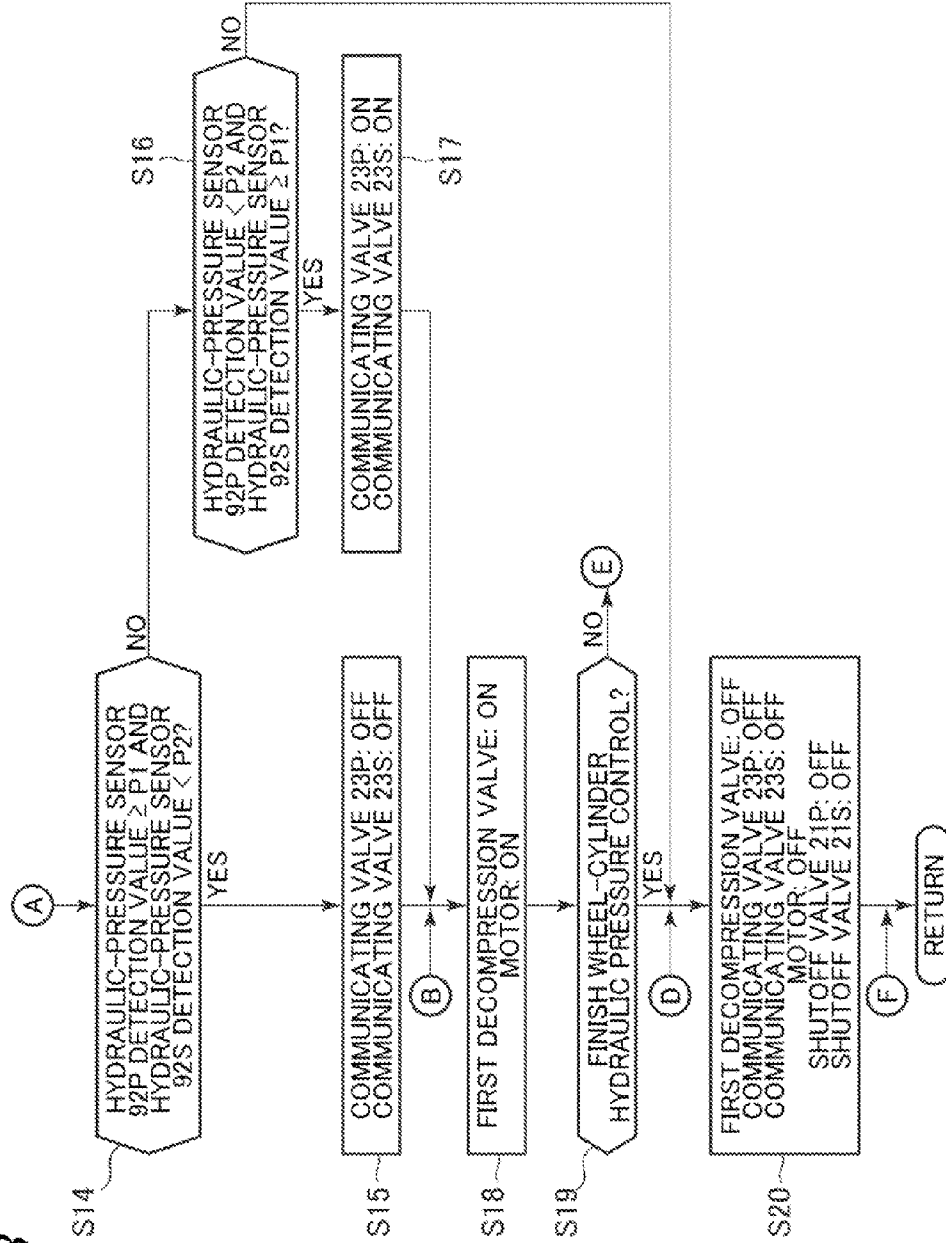 A
S14
HYDRAULIC-PRESSURE SENSOR
92P DETECTION VALUE ≥ P1 AND
HYDRAULIC-PRESSURE SENSOR
92S DETECTION VALUE < P2?
NO
YES
S16
HYDRAULIC-PRESSURE SENSOR
92P DETECTION VALUE < P2 AND
HYDRAULIC-PRESSURE SENSOR
92S DETECTION VALUE ≥ P1?
NO
YES
S15
COMMUNICATING VALVE 23P: OFF
COMMUNICATING VALVE 23S: OFF
S17
COMMUNICATING VALVE 23P: ON
COMMUNICATING VALVE 23S: ON
B
S18
FIRST DECOMPRESSION VALVE: ON
MOTOR: ON
S19
FINISH WHEEL-CYLINDER
HYDRAULIC PRESSURE CONTROL?
NO
E
YES
D
S20
FIRST DECOMPRESSION VALVE: OFF
COMMUNICATING VALVE 23P: OFF
COMMUNICATING VALVE 23S: OFF
MOTOR: OFF
SHUTOFF VALVE 21P: OFF
SHUTOFF VALVE 21S: OFF
F
RETURN